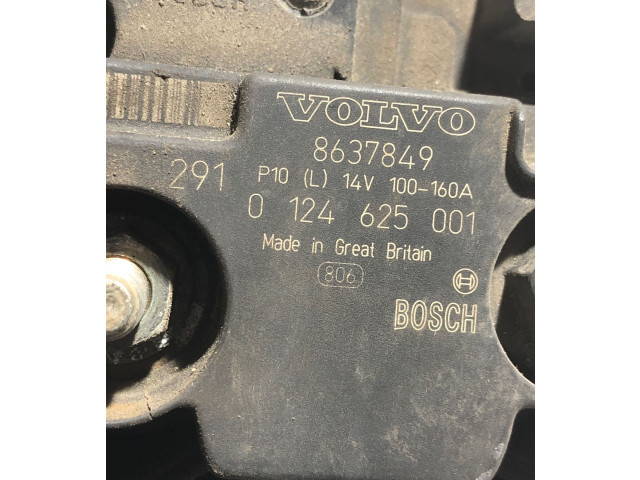 VOLVO
8637849
291 P10 (L) 14V 100-160A
0 124 625 001
Made in Great Britain
806
BOSCH